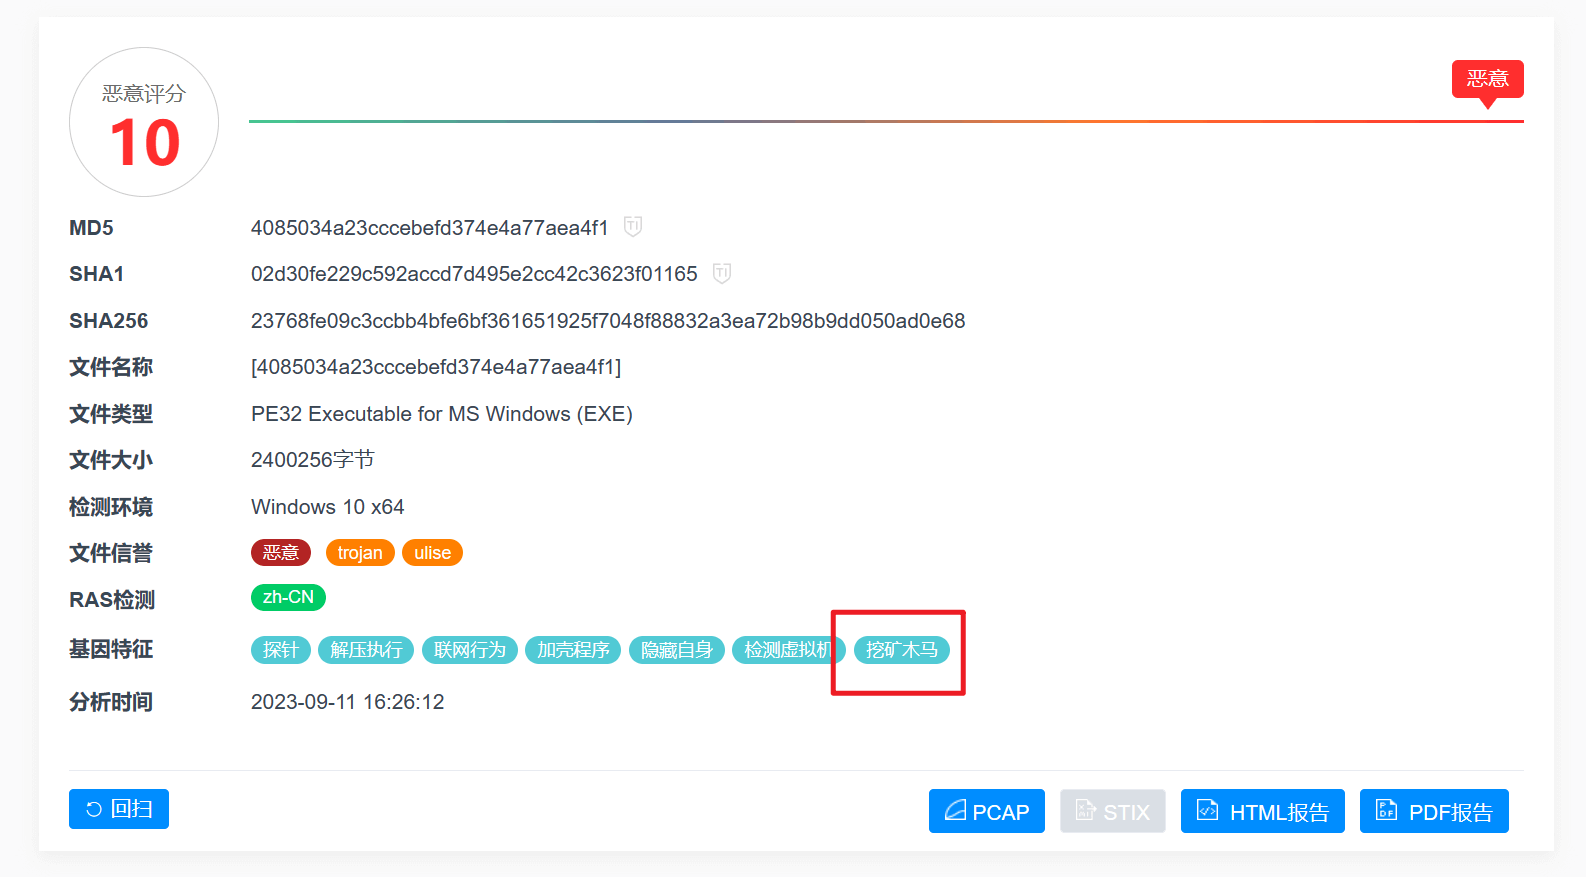 恶意评分
10
恶意
MD5 4085034a23cccebefd374e4a77aea4f1 TI
SHA1 02d30fe229c592accd7d495e2cc42c3623f01165 TI
SHA256 23768fe09c3ccbb4bfe6bf361651925f7048f88832a3ea72b98b9dd050ad0e68
文件名称 [4085034a23cccebefd374e4a77aea4f1]
文件类型 PE32 Executable for MS Windows (EXE)
文件大小 2400256字节
检测环境 Windows 10 x64
文件信誉 恶意 trojan ulise
RAS检测 zh-CN
基因特征 探针 解压执行 联网行为 加壳程序 隐藏自身 检测虚拟机 挖矿木马
分析时间 2023-09-11 16:26:12
回扫 PCAP STIX HTML报告 PDF报告